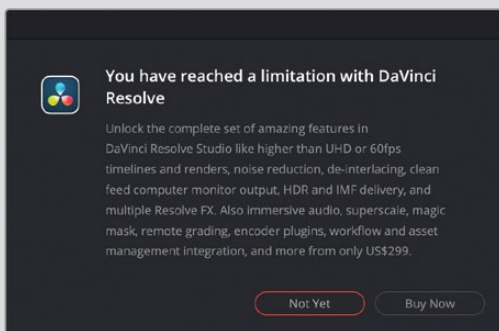 You have reached a limitation with DaVinci
Resolve
Unlock the complete set of amazing features in
DaVinci Resolve Studio like higher than UHD or 60fps
timelines and renders, noise reduction, de-interlacing, clean
feed computer monitor output, HDR and IMF delivery, and
multiple Resolve FX. Also immersive audio, superscale, magic
mask, remote grading, encoder plugins, workflow and asset
management integration, and more from only US$299.
Not Yet
Buy Now